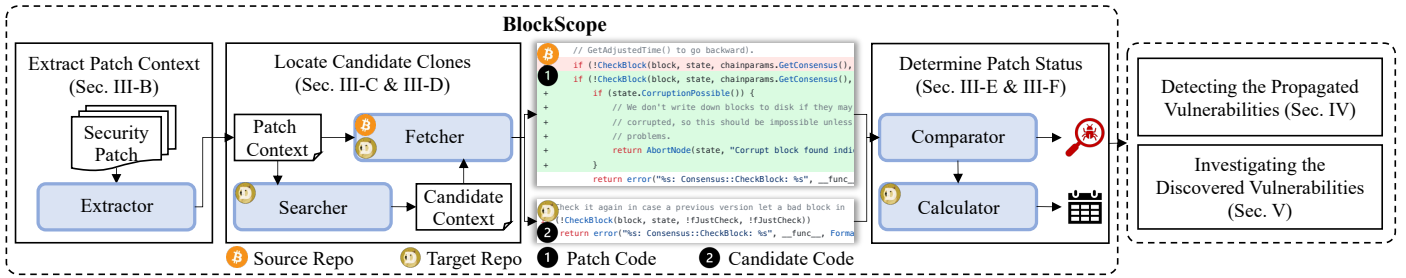 BlockScope
Extract Patch Context
(Sec. III-B)
Security
Patch
Extractor
Locate Candidate Clones
(Sec. III-C & III-D)
Patch
Context
Fetcher
Searcher
Candidate
Context
// GetAdjustedTime() to go backward).
if (!CheckBlock(block, state, chainparams.GetConsensus(),
1
if (!CheckBlock(block, state, chainparams.GetConsensus(),
+ if (state.CorruptionPossible()) {
+ // We don't write down blocks to disk if they may
+ // corrupted, so this should be impossible unless
+ // problems.
+ return AbortNode(state, "Corrupt block found indi
+ }
return error("%s: Consensus::CheckBlock: %s", __func_
Check it again in case a previous version let a bad block in
(!CheckBlock(block, state, !fJustCheck, !fJustCheck))
2
return error("%s: Consensus::CheckBlock: %s", __func__, Forma
Determine Patch Status
(Sec. III-E & III-F)
Comparator
Calculator
Detecting the Propagated
Vulnerabilities (Sec. IV)
Investigating the
Discovered Vulnerabilities
(Sec. V)
Source Repo
Target Repo
1 Patch Code
2 Candidate Code